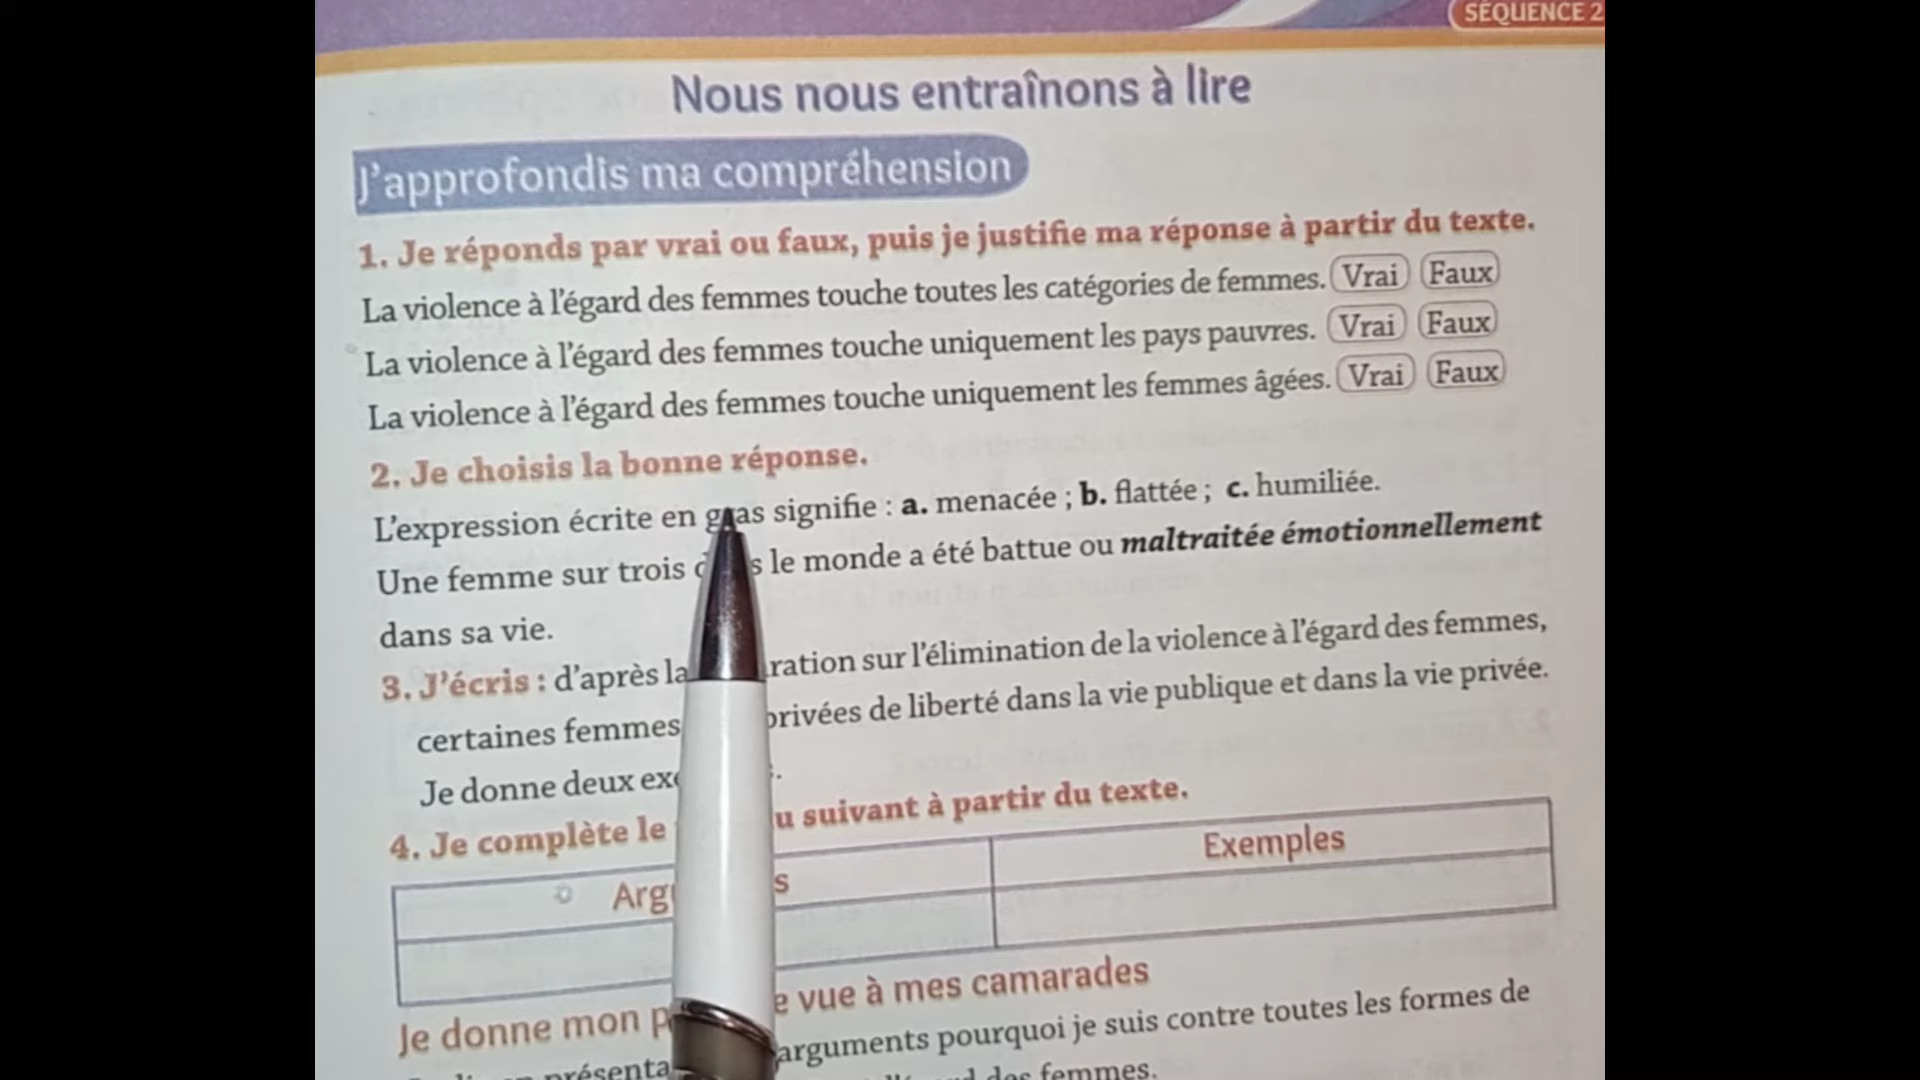 SÉQUENCE 2
Nous nous entraînons à lire
J'approfondis ma compréhension
1. Je réponds par vrai ou faux, puis je justifie ma réponse à partir du texte.
La violence à l'égard des femmes touche toutes les catégories de femmes. Vrai Faux
La violence à l'égard des femmes touche uniquement les pays pauvres. Vrai Faux
La violence à l'égard des femmes touche uniquement les femmes âgées. Vrai Faux
2. Je choisis la bonne réponse.
L'expression écrite en gras signifie : a. menacée ; b. flattée ; c. humiliée.
Une femme sur trois le monde a été battue ou maltraitée émotionnellement
dans sa vie.
3. J'écris : d'après la sur l'élimination de la violence à l'égard des femmes,
certaines femmes privées de liberté dans la vie publique et dans la vie privée.
Je donne deux
4. Je complète le suivant à partir du texte.
Exemples
Je donne mon vue à mes camarades
arguments pourquoi je suis contre toutes les formes de
des femmes.